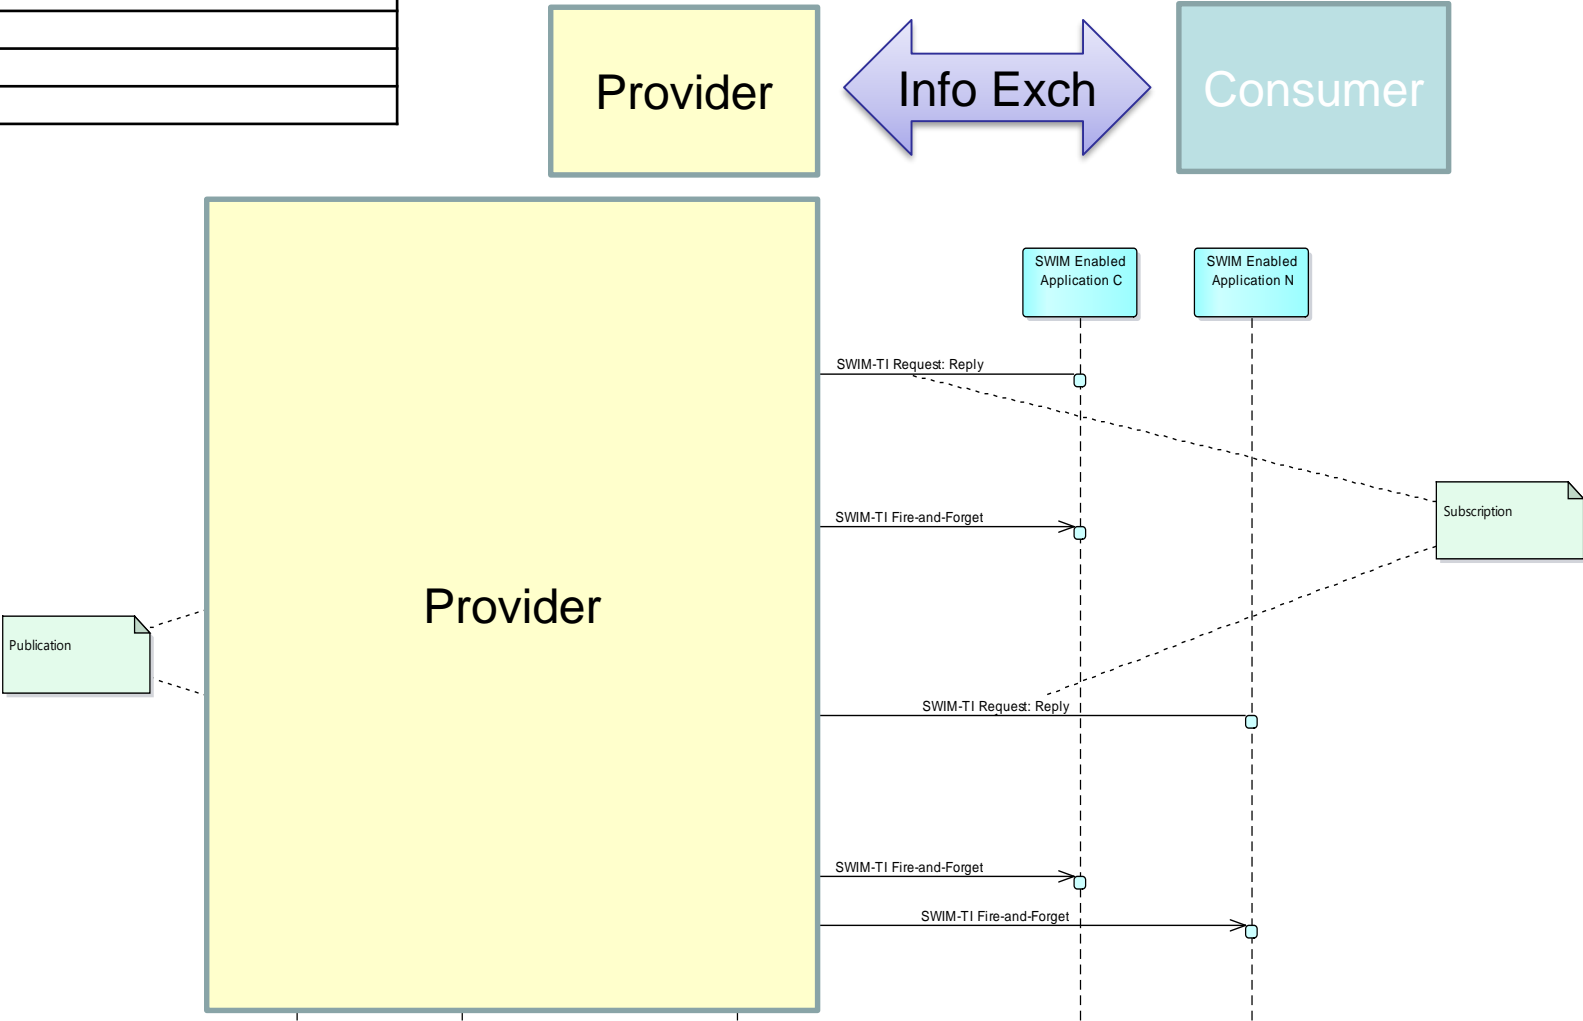 Provider
Info Exch
Consumer
SWIM Enabled
Application C
SWIM Enabled
Application N
SWIM-TI Request: Reply
Subscription
SWIM-TI Fire-and-Forget
Provider
Publication
SWIM-TI Request: Reply
SWIM-TI Fire-and-Forget
SWIM-TI Fire-and-Forget